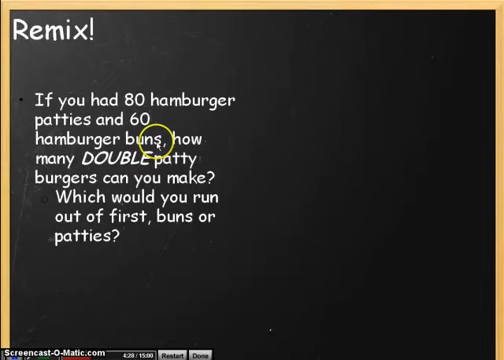 Remix!
If you had 80 hamburger
patties and 60
hamburger buns, how
many DOUBLE patty
burgers can you make?
Which would you run
out of first, buns or
patties?
Screencast-O-Matic.com
4:28 / 15:00
Restart
Done